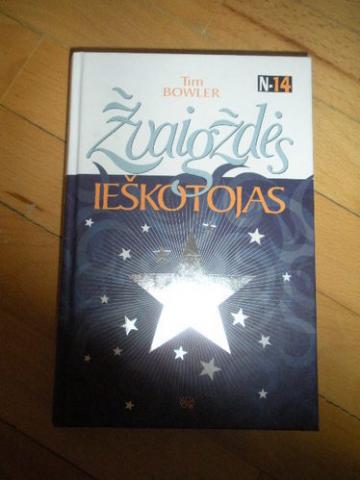 Tim
BOWLER
N-14
Žvaigždės
IEŠKOTOJAS